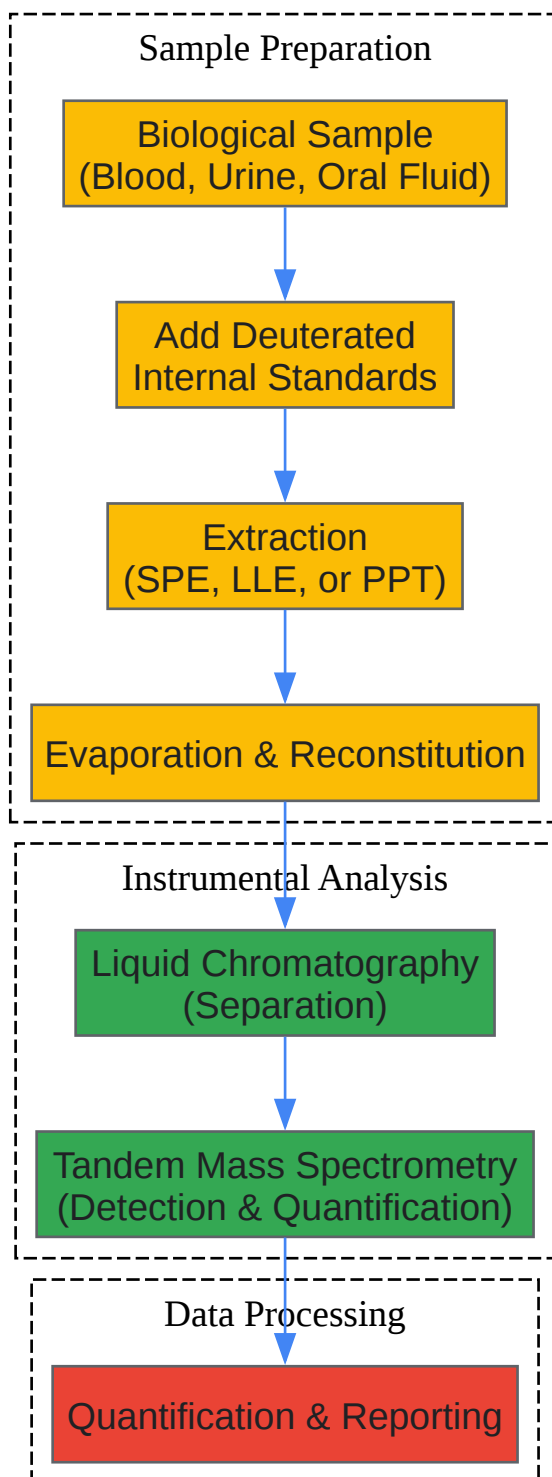 Sample Preparation
Biological Sample
(Blood, Urine, Oral Fluid)
Add Deuterated
Internal Standards
Extraction
(SPE, LLE, or PPT)
Evaporation & Reconstitution
Instrumental Analysis
Liquid Chromatography
(Separation)
Tandem Mass Spectrometry
(Detection & Quantification)
Data Processing
Quantification & Reporting